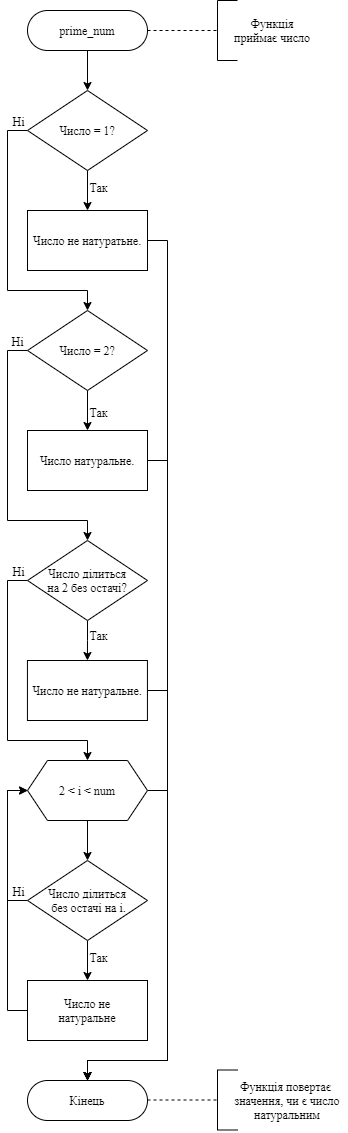 prime_num
Функція
приймає число
Число = 1?
Ні
Так
Число не натуратьне.
Число = 2?
Ні
Так
Число натуральне.
Число ділиться
на 2 без остачі?
Ні
Так
Число не натуральне.
2 < i < num
Число ділиться
без остачі на і.
Ні
Так
Число не
натуральне
Кінець
Функція повертає
значення, чи є число
натуральним